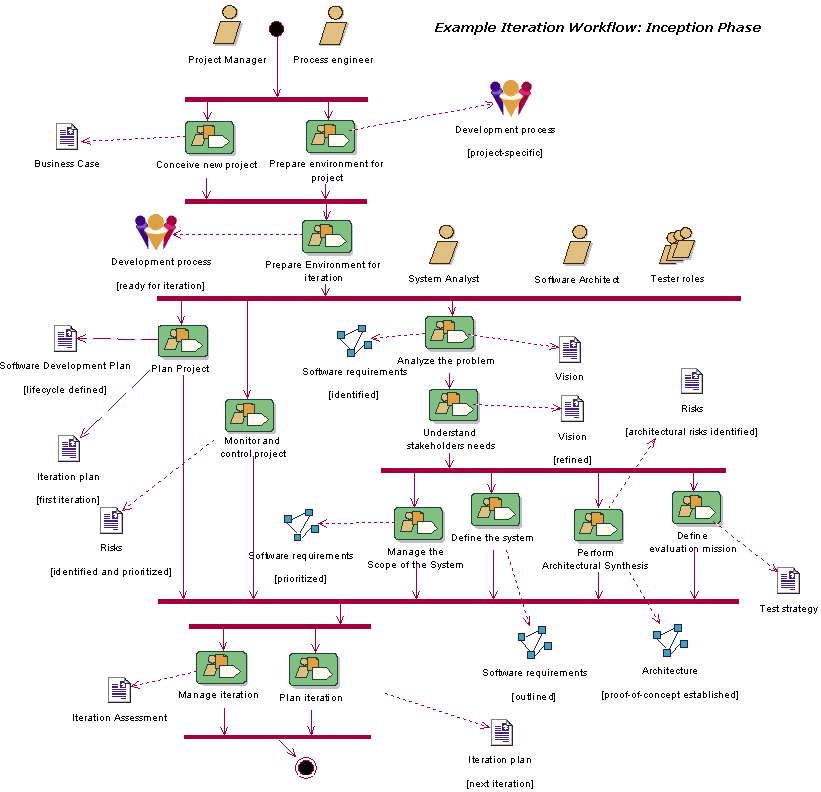 Example Iteration Workflow: Inception Phase
Project Manager
Process engineer
Development process
[project-specific]
Business Case
Conceive new project
Prepare environment for
project
Development process
[ready for iteration]
Prepare Environment for
iteration
System Analyst
Software Architect
Tester roles
Software Development Plan
[lifecycle defined]
Plan Project
Software requirements
[identified]
Analyze the problem
Vision
Risks
[architectural risks identified]
Monitor and
control project
Understand
stakeholders needs
Vision
[refined]
Iteration plan
[first iteration]
Risks
[identified and prioritized]
Software requirements
[prioritized]
Manage the
Scope of the System
Define the system
Perform
Architectural Synthesis
Define
evaluation mission
Test strategy
Software requirements
[outlined]
Architecture
[proof-of-concept established]
Manage iteration
Plan iteration
Iteration Assessment
Iteration plan
[next iteration]